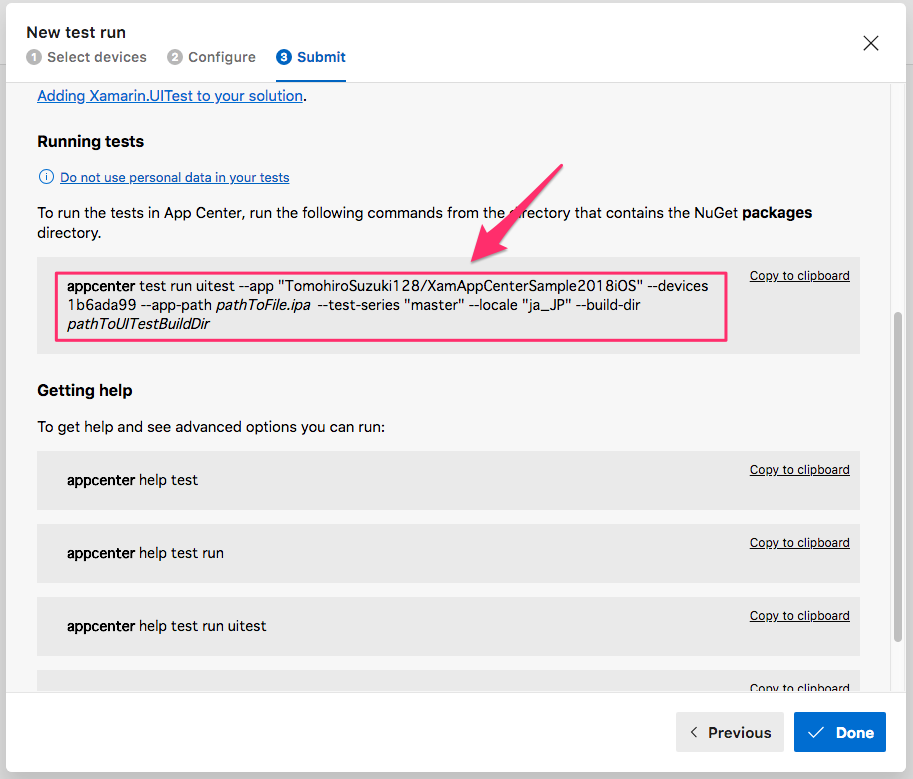 New test run
1 Select devices 2 Configure 3 Submit
Adding Xamarin.UITest to your solution.
Running tests
Do not use personal data in your tests
To run the tests in App Center, run the following commands from the directory that contains the NuGet packages
directory.
Copy to clipboard
appcenter test run uitest --app "TomohiroSuzuki128/XamAppCenterSample2018iOS" --devices
1b6ada99 --app-path pathToFile.ipa --test-series "master" --locale "ja_JP" --build-dir
pathToUITestBuildDir
Getting help
To get help and see advanced options you can run:
Copy to clipboard
appcenter help test
Copy to clipboard
appcenter help test run
Copy to clipboard
appcenter help test run uitest
Copy to clipboard
Previous Done